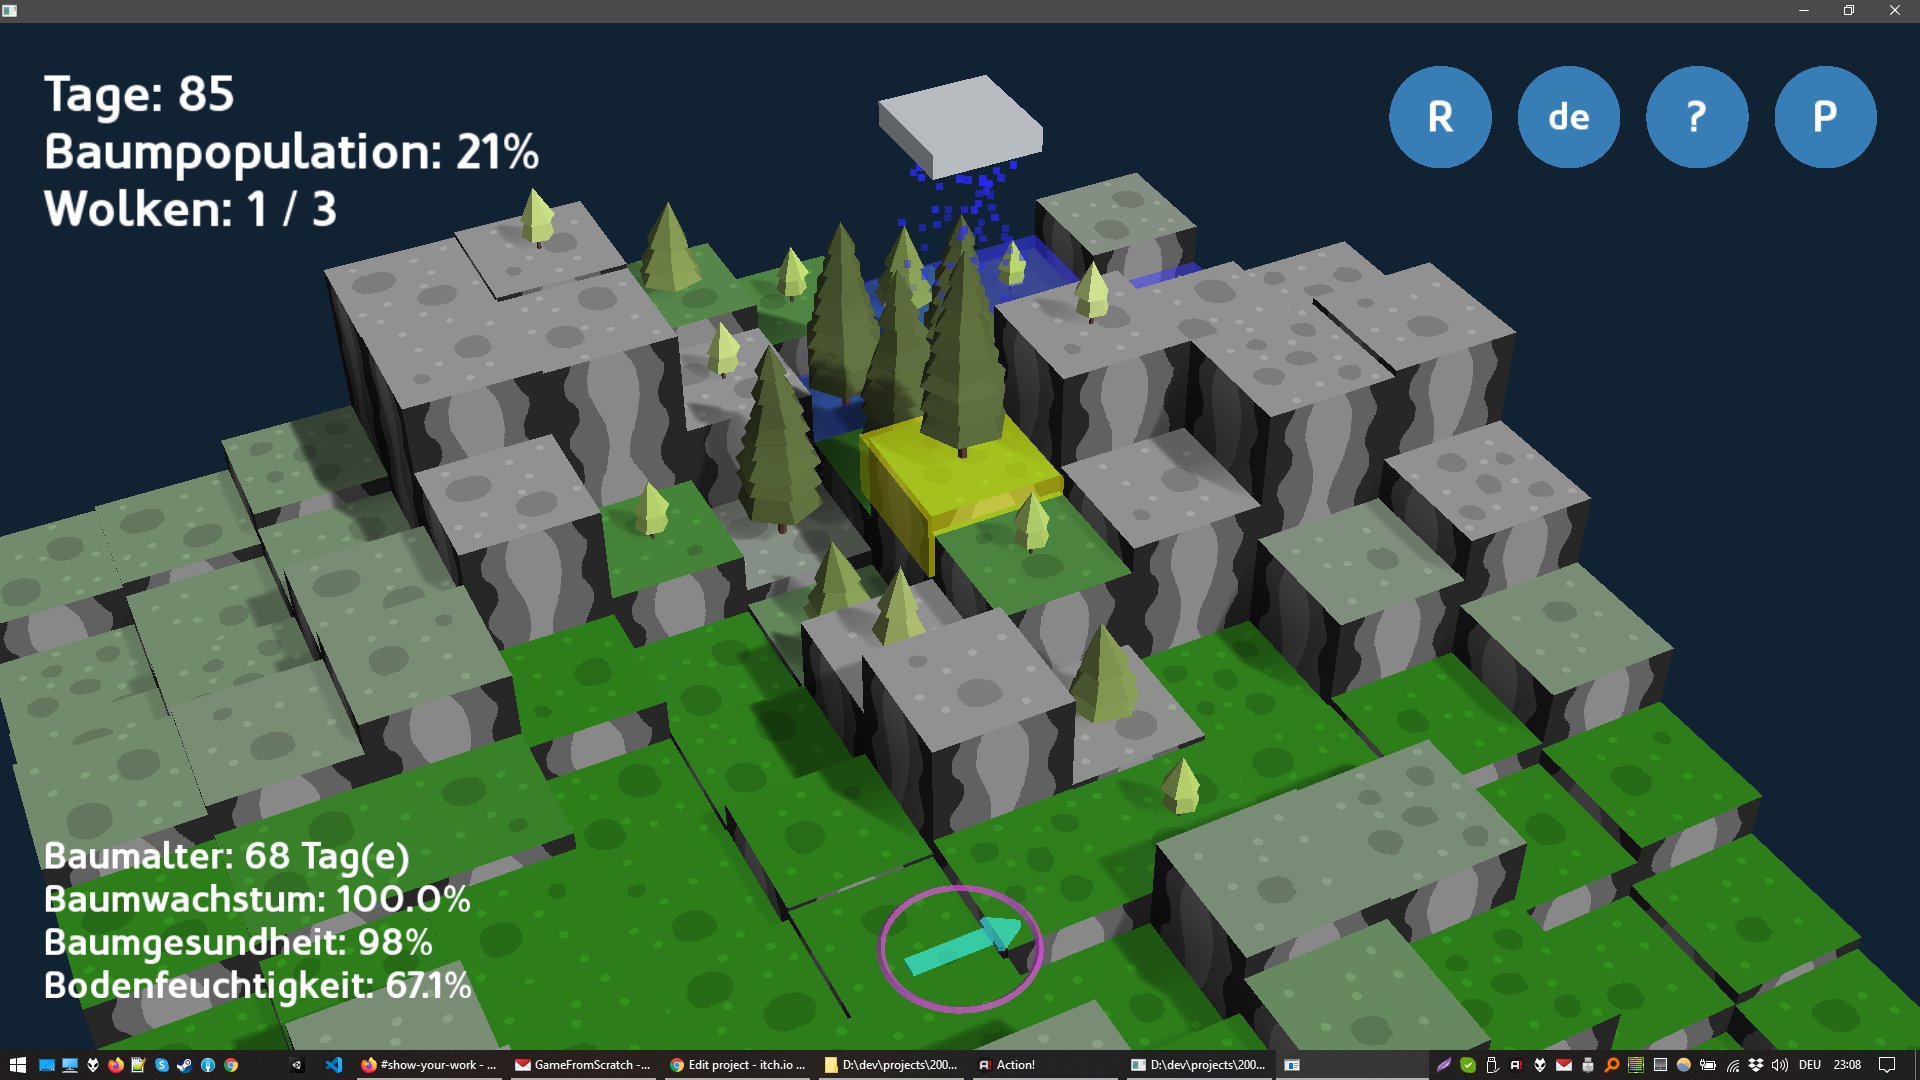 Tage: 85
Baumpopulation: 21%
Wolken: 1 / 3
R de ? P
Baumalter: 68 Tag(e)
Baumwachstum: 100.0%
Baumgesundheit: 98%
Bodenfeuchtigkeit: 67.1%
#show-your-work - ... GameFromScratch -... Edit project - itch.io ... D:\dev\projects\200... Action! D:\dev\projects\200... DEU 23:08